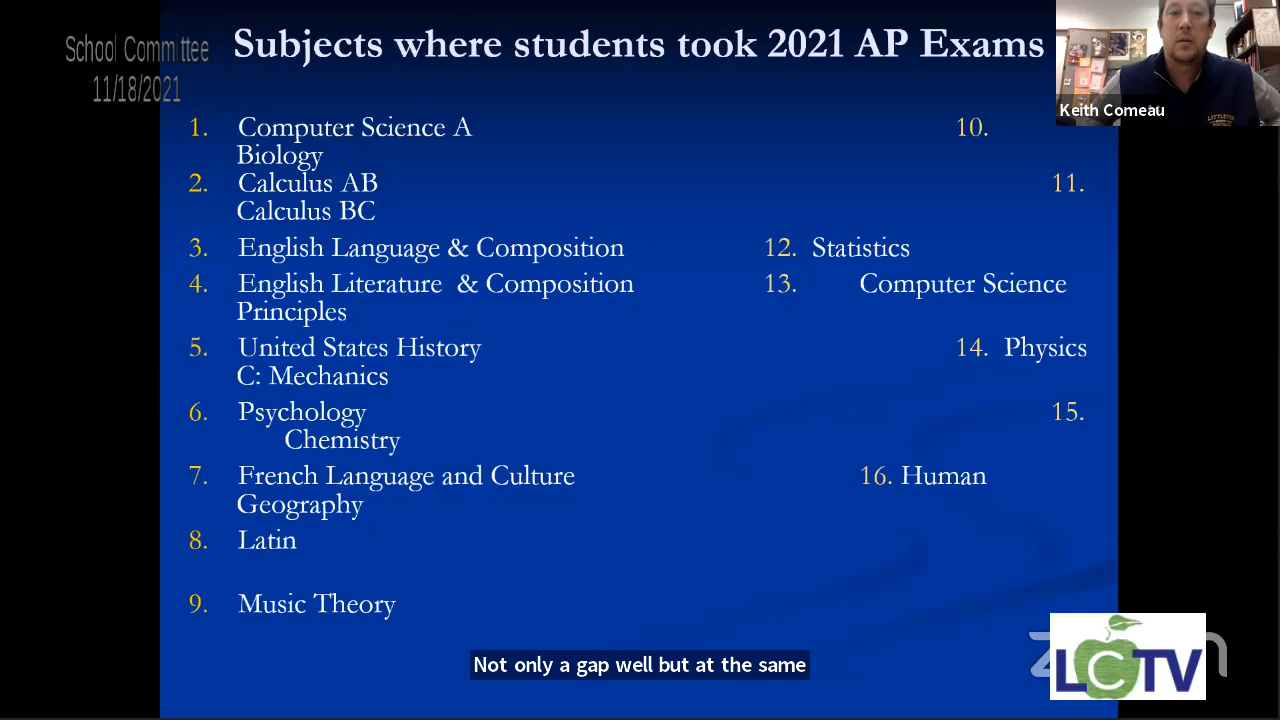 School Committee
11/18/2021
Subjects where students took 2021 AP Exams
Keith Comeau
1. Computer Science A 10.
Biology
2. Calculus AB 11.
Calculus BC
3. English Language & Composition 12. Statistics
4. English Literature & Composition 13. Computer Science
Principles
5. United States History 14. Physics
C: Mechanics
6. Psychology 15.
Chemistry
7. French Language and Culture 16. Human
Geography
8. Latin
9. Music Theory
Not only a gap well but at the same
LCTV